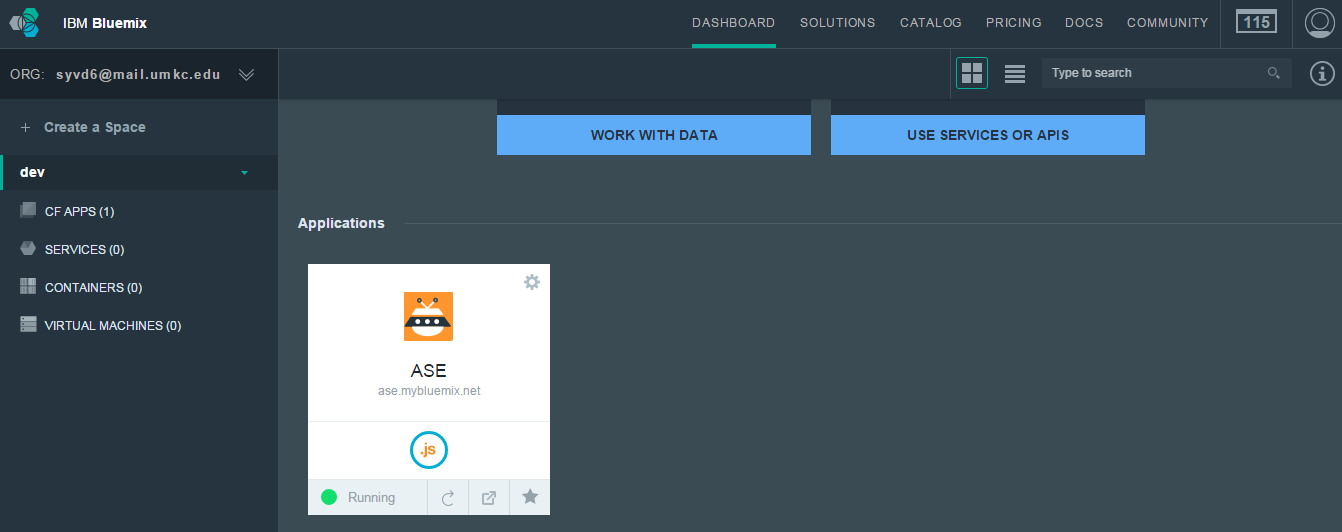 IBM Bluemix
DASHBOARD SOLUTIONS CATALOG PRICING DOCS COMMUNITY 115
ORG: syvd6@mail.umkc.edu
Type to search
+ Create a Space
WORK WITH DATA USE SERVICES OR APIS
dev
CF APPS (1)
SERVICES (0)
CONTAINERS (0)
VIRTUAL MACHINES (0)
Applications
ASE
ase.mybluemix.net
.js
Running